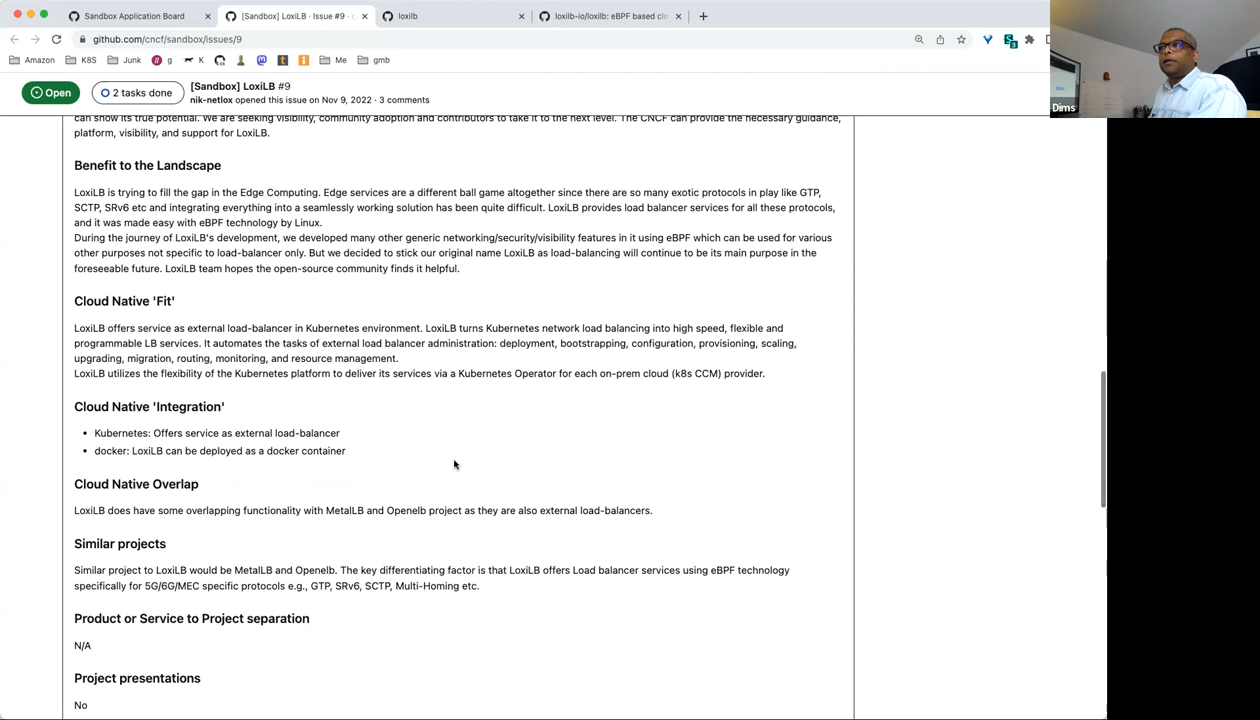 Sandbox Application Board
[Sandbox] LoxiLB · Issue #9 · c
loxilb
loxilb-io/loxilb: eBPF based clo
github.com/cncf/sandbox/issues/9
Amazon
K8S
Junk
g
K
Me
gmb
Open
2 tasks done
[Sandbox] LoxiLB #9
nik-netlox opened this issue on Nov 9, 2022 · 3 comments
Dims
can show its true potential. We are seeking visibility, community adoption and contributors to take it to the next level. The CNCF can provide the necessary guidance,
platform, visibility, and support for LoxiLB.
Benefit to the Landscape
LoxiLB is trying to fill the gap in the Edge Computing. Edge services are a different ball game altogether since there are so many exotic protocols in play like GTP,
SCTP, SRv6 etc and integrating everything into a seamlessly working solution has been quite difficult. LoxiLB provides load balancer services for all these protocols,
and it was made easy with eBPF technology by Linux.
During the journey of LoxiLB's development, we developed many other generic networking/security/visibility features in it using eBPF which can be used for various
other purposes not specific to load-balancer only. But we decided to stick our original name LoxiLB as load-balancing will continue to be its main purpose in the
foreseeable future. LoxiLB team hopes the open-source community finds it helpful.
Cloud Native 'Fit'
LoxiLB offers service as external load-balancer in Kubernetes environment. LoxiLB turns Kubernetes network load balancing into high speed, flexible and
programmable LB services. It automates the tasks of external load balancer administration: deployment, bootstrapping, configuration, provisioning, scaling,
upgrading, migration, routing, monitoring, and resource management.
LoxiLB utilizes the flexibility of the Kubernetes platform to deliver its services via a Kubernetes Operator for each on-prem cloud (k8s CCM) provider.
Cloud Native 'Integration'
• Kubernetes: Offers service as external load-balancer
• docker: LoxiLB can be deployed as a docker container
Cloud Native Overlap
LoxiLB does have some overlapping functionality with MetalLB and Openelb project as they are also external load-balancers.
Similar projects
Similar project to LoxiLB would be MetalLB and Openelb. The key differentiating factor is that LoxiLB offers Load balancer services using eBPF technology
specifically for 5G/6G/MEC specific protocols e.g., GTP, SRv6, SCTP, Multi-Homing etc.
Product or Service to Project separation
N/A
Project presentations
No